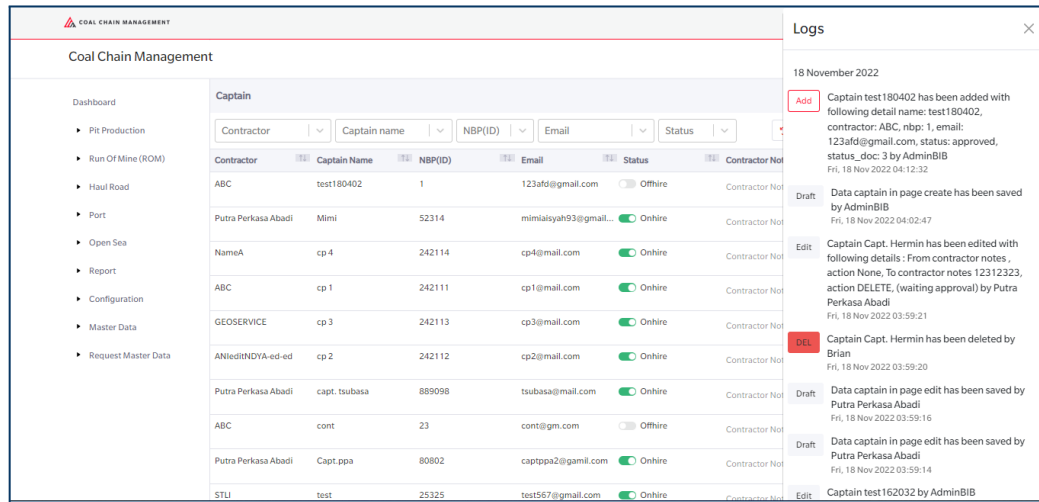 COAL CHAIN MANAGEMENT
Coal Chain Management
Dashboard
Pit Production
Run Of Mine (ROM)
Haul Road
Port
Open Sea
Report
Configuration
Master Data
Request Master Data
Captain
Contractor Captain name NBP(ID) Email Status
Contractor Captain Name NBP(ID) Email Status Contractor Not
ABC test180402 1 123afd@gmail.com Offhire Contractor Not
Putra Perkasa Abadi Mimi 52314 mimiaisyah93@gmail... Onhire Contractor Not
NameA cp 4 242114 cp4@mail.com Onhire Contractor Not
ABC cp 1 242111 cp1@mail.com Onhire Contractor Not
GEOSERVICE cp 3 242113 cp3@mail.com Onhire Contractor Not
ANIeditNDYA-ed-ed cp 2 242112 cp2@mail.com Onhire Contractor Not
Putra Perkasa Abadi capt. tsubasa 889098 tsubasa@mail.com Onhire Contractor Not
ABC cont 23 cont@gm.com Offhire Contractor Not
Putra Perkasa Abadi Capt.ppa 80802 captppa2@gamil.com Onhire Contractor Not
STLI test 25325 test567@gmail.com Onhire Contractor Not
Logs
18 November 2022
Add
Captain test180402 has been added with
following detail name: test180402,
contractor: ABC, nbp: 1, email:
123afd@gmail.com, status: approved,
status_doc: 3 by AdminBIB
Fri, 18 Nov 2022 04:12:32
Draft
Data captain in page create has been saved
by AdminBIB
Fri, 18 Nov 2022 04:02:47
Edit
Captain Capt. Hermin has been edited with
following details : From contractor notes ,
action None, To contractor notes 12312323,
action DELETE, (waiting approval) by Putra
Perkasa Abadi
Fri, 18 Nov 2022 03:59:21
DEL
Captain Capt. Hermin has been deleted by
Brian
Fri, 18 Nov 2022 03:59:20
Draft
Data captain in page edit has been saved by
Putra Perkasa Abadi
Fri, 18 Nov 2022 03:59:16
Draft
Data captain in page edit has been saved by
Putra Perkasa Abadi
Fri, 18 Nov 2022 03:59:14
Edit
Captain test162032 by AdminBIB